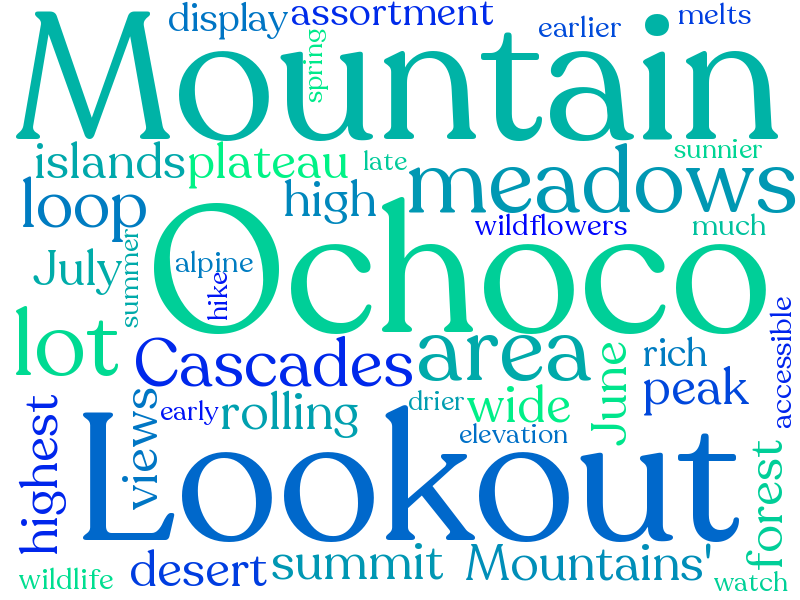 display assortment earlier melts
spring
Mountain
islands plateau late sunnier
loop high meadows
wildflowers much
July summer alpine hike
Ochoco
lot Cascades area June rich accessible
peak
highest views early rolling drier wide
elevation
Lookout forest
desert summit Mountains'
wildlife watch